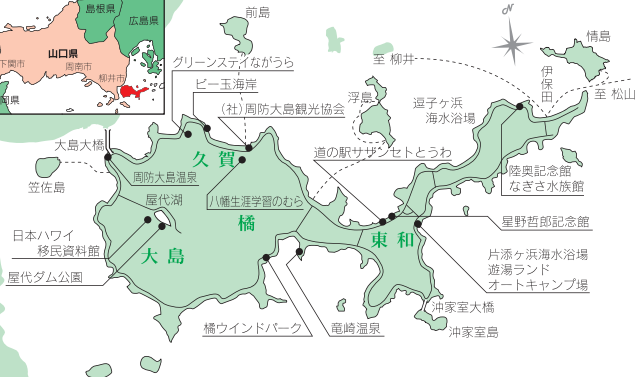 島根県
広島県
山口県
下関市
周南市
柳井市
岡県
前島
情島
N
グリーンステイながうら
至 柳井
伊保田
ビー玉海岸
至 松山
浮島
逗子ヶ浜
海水浴場
(社)周防大島観光協会
大島大橋
久賀
道の駅サザンセトとうわ
陸奥記念館
なぎさ水族館
笠佐島
周防大島温泉
屋代湖
八幡生涯学習のむら
橘
星野哲郎記念館
日本ハワイ
移民資料館
大島
東和
片添ヶ浜海水浴場
遊湯ランド
オートキャンプ場
屋代ダム公園
沖家室大橋
橘ウインドパーク
竜崎温泉
沖家室島